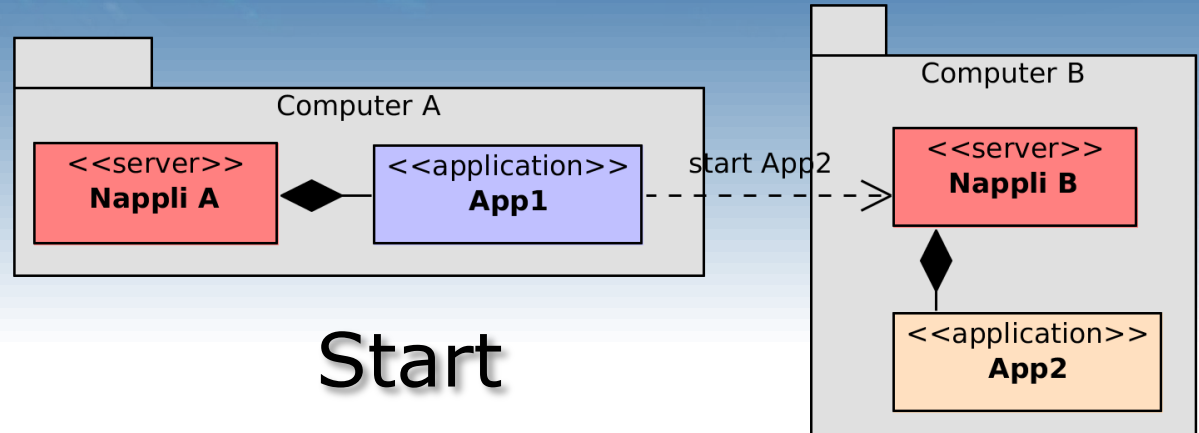 Computer A
<<server>>
Nappli A
<<application>>
App1
start App2
Computer B
<<server>>
Nappli B
<<application>>
App2
Start